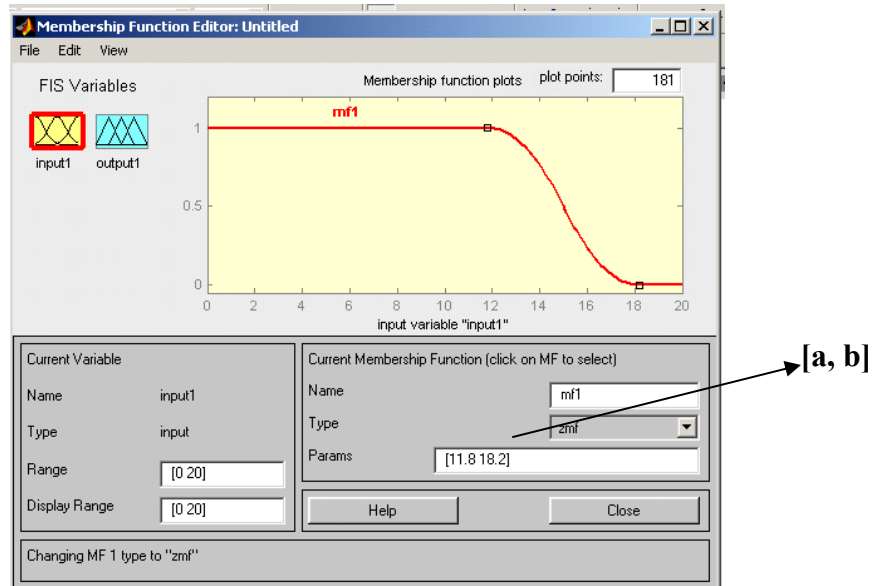 Membership Function Editor: Untitled
File Edit View
FIS Variables
Membership function plots plot points: 181
mf1
input1 output1
1
0.5
0
0 2 4 6 8 10 12 14 16 18 20
input variable "input1"
Current Variable
Name input1
Type input
Range [0 20]
Display Range [0 20]
Current Membership Function (click on MF to select)
Name mf1
Type zmf
Params [11.8 18.2]
[a, b]
Help Close
Changing MF 1 type to "zmf"